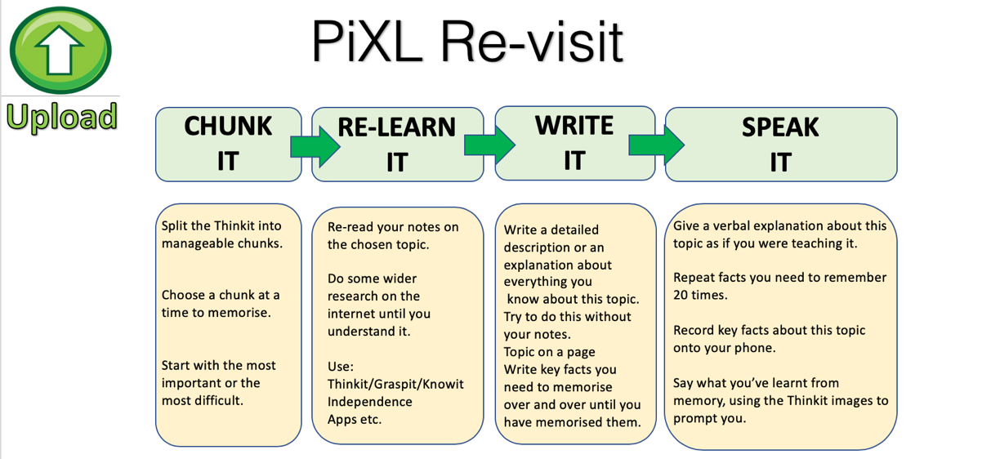 PiXL Re-visit
Upload
CHUNK
IT
RE-LEARN
IT
WRITE
IT
SPEAK
IT
Split the Thinkit into
manageable chunks.
Choose a chunk at a
time to memorise.
Start with the most
important or the
most difficult.
Re-read your notes on
the chosen topic.
Do some wider
research on the
internet until you
understand it.
Use:
Thinkit/Graspit/Knowit
Independence
Apps etc.
Write a detailed
description or an
explanation about
everything you
know about this topic.
Try to do this without
your notes.
Topic on a page
Write key facts you
need to memorise
over and over until you
have memorised them.
Give a verbal explanation about this
topic as if you were teaching it.
Repeat facts you need to remember
20 times.
Record key facts about this topic
onto your phone.
Say what you’ve learnt from
memory, using the Thinkit images to
prompt you.